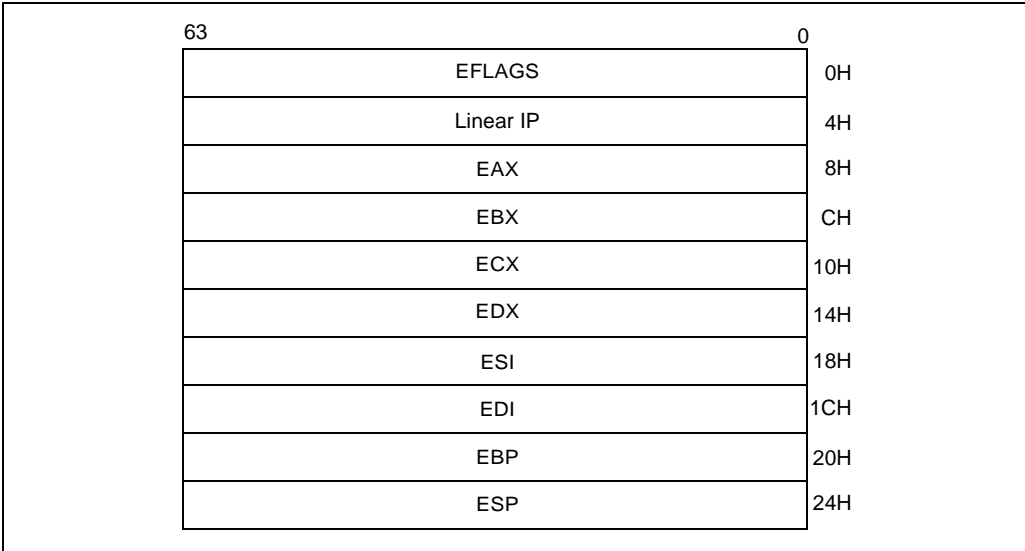 63 0
EFLAGS 0H
Linear IP 4H
EAX 8H
EBX CH
ECX 10H
EDX 14H
ESI 18H
EDI 1CH
EBP 20H
ESP 24H